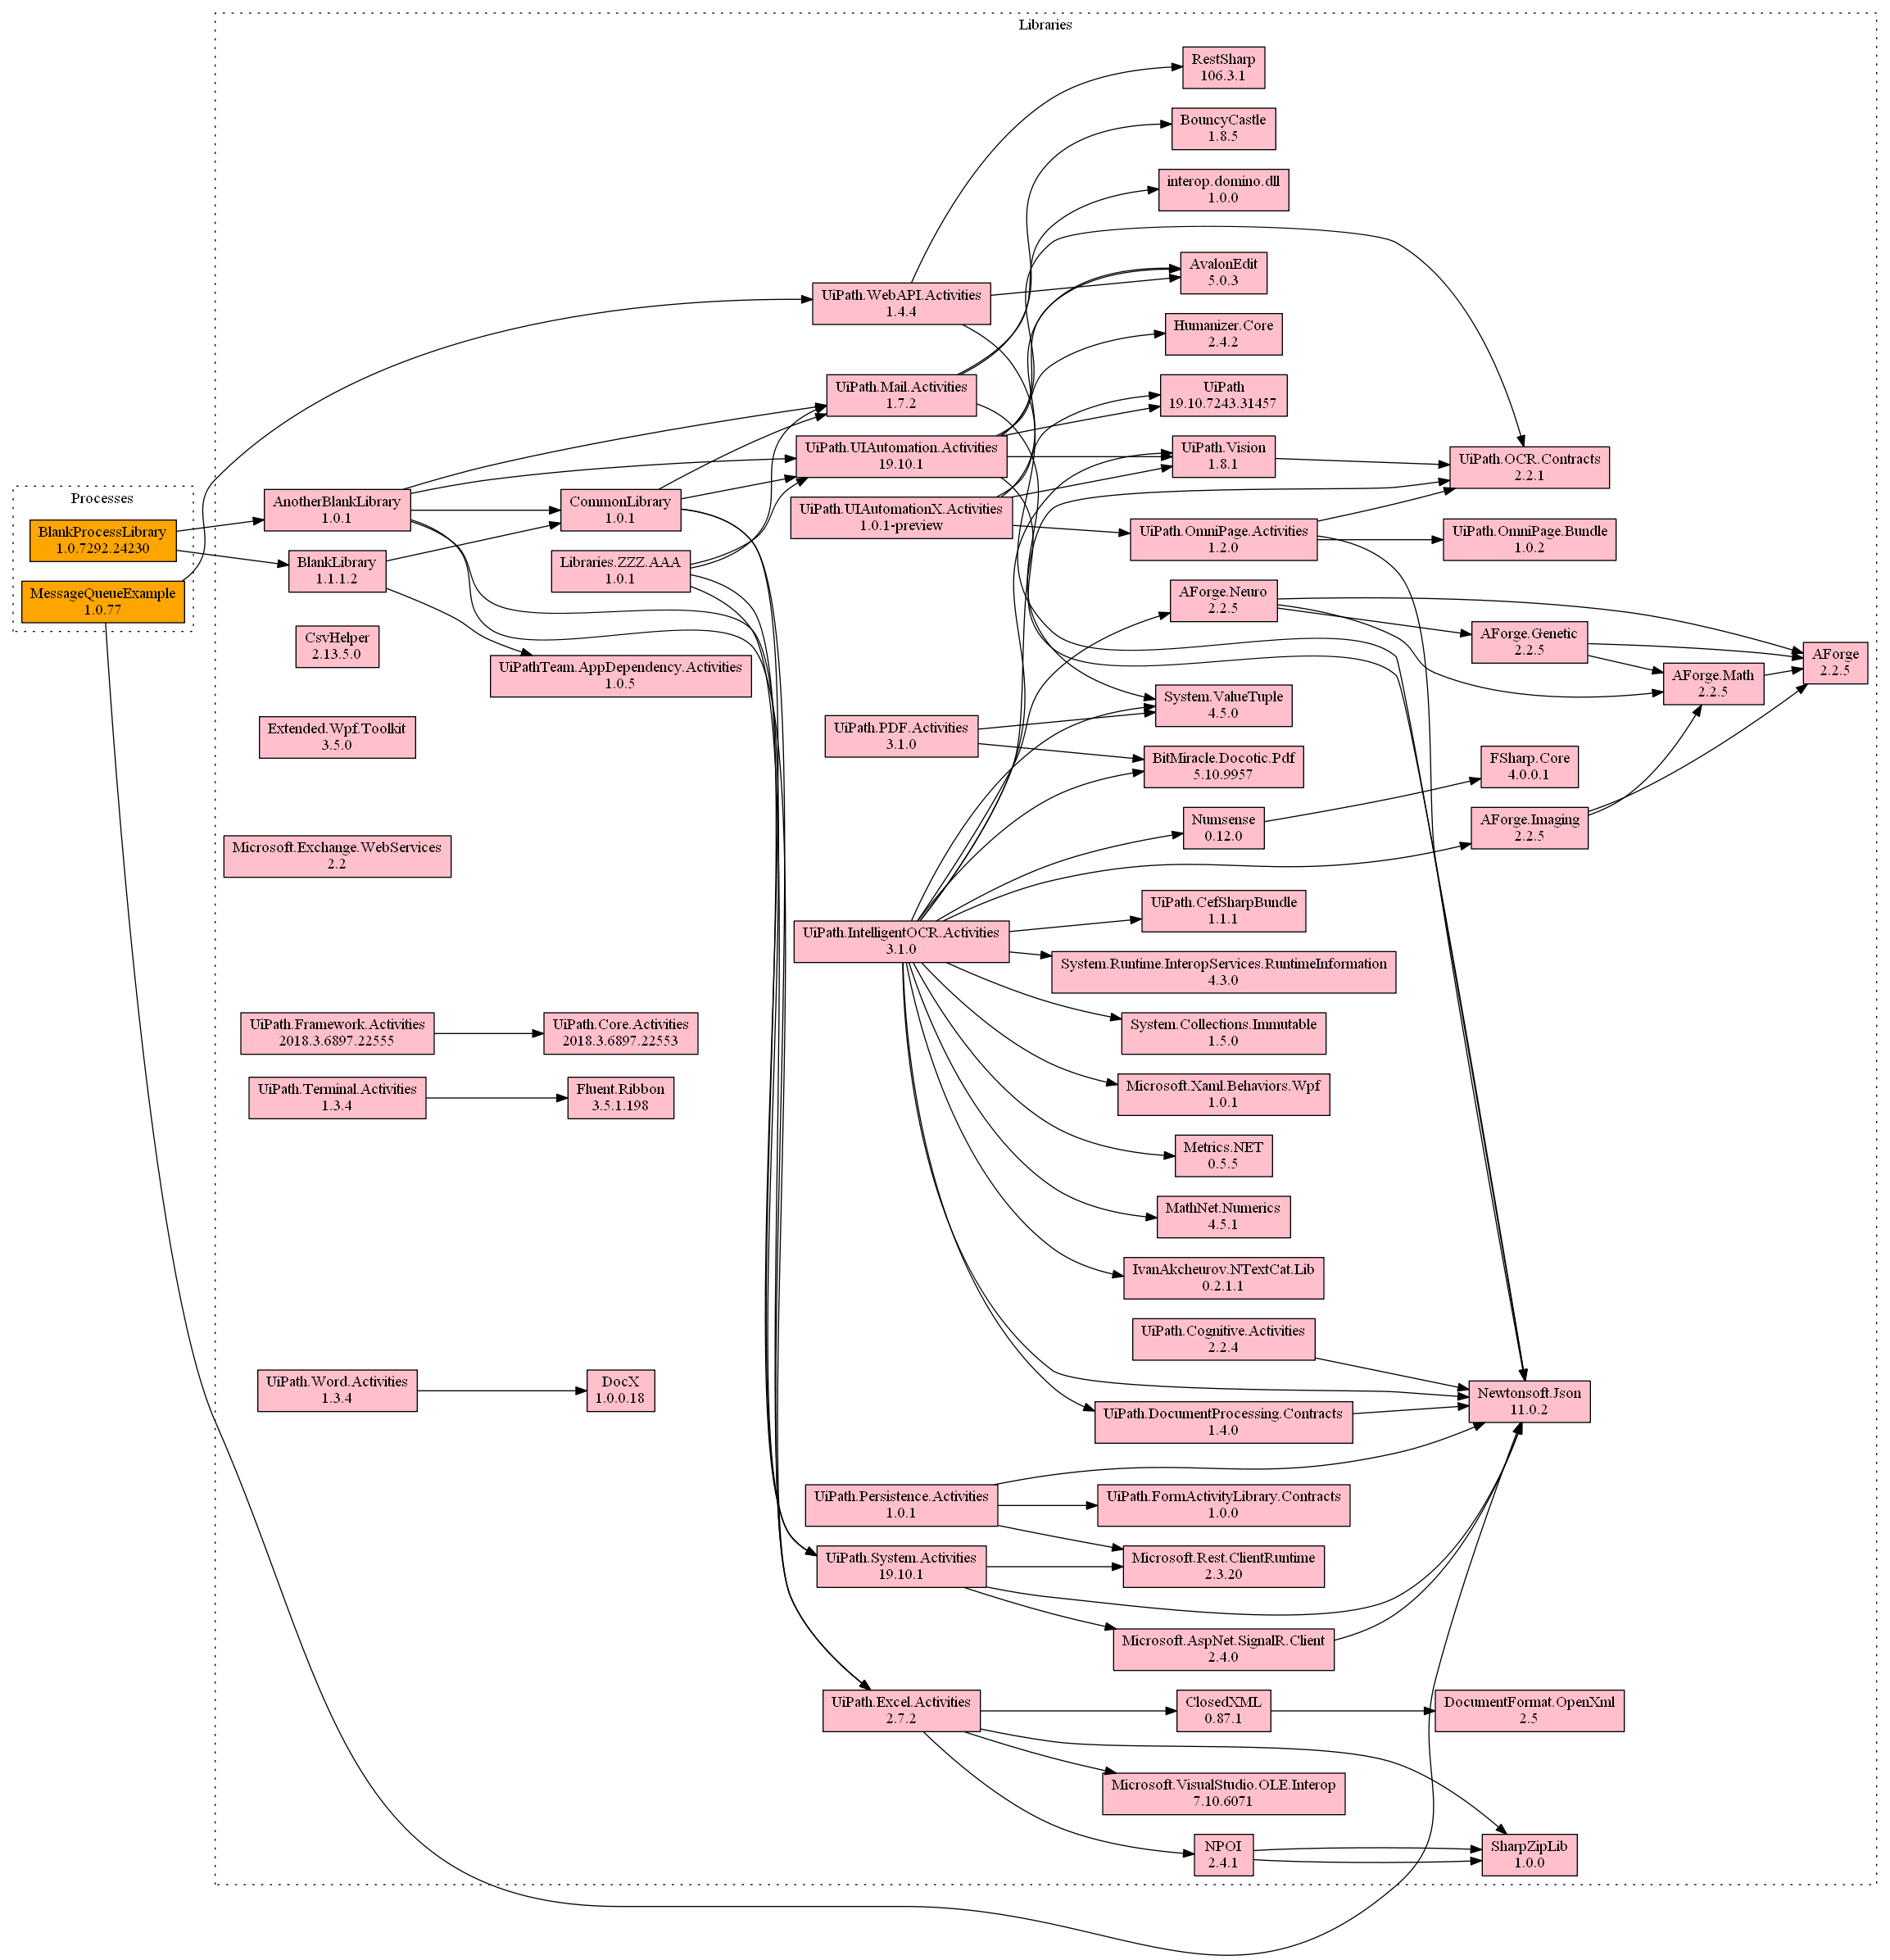 Libraries
Processes
BlankProcessLibrary
1.0.7292.24230
MessageQueueExample
1.0.77
AnotherBlankLibrary
1.0.1
BlankLibrary
1.1.1.2
CsvHelper
2.13.5.0
Extended.Wpf.Toolkit
3.5.0
Microsoft.Exchange.WebServices
2.2
UiPath.Framework.Activities
2018.3.6897.22555
UiPath.Terminal.Activities
1.3.4
UiPath.Word.Activities
1.3.4
CommonLibrary
1.0.1
Libraries.ZZZ.AAA
1.0.1
UiPathTeam.AppDependency.Activities
1.0.5
UiPath.Core.Activities
2018.3.6897.22553
Fluent.Ribbon
3.5.1.198
DocX
1.0.0.18
UiPath.WebAPI.Activities
1.4.4
UiPath.Mail.Activities
1.7.2
UiPath.UIAutomation.Activities
19.10.1
UiPath.UIAutomationX.Activities
1.0.1-preview
UiPath.PDF.Activities
3.1.0
UiPath.IntelligentOCR.Activities
3.1.0
UiPath.Persistence.Activities
1.0.1
UiPath.System.Activities
19.10.1
UiPath.Excel.Activities
2.7.2
RestSharp
106.3.1
BouncyCastle
1.8.5
interop.domino.dll
1.0.0
AvalonEdit
5.0.3
Humanizer.Core
2.4.2
UiPath
19.10.7243.31457
UiPath.Vision
1.8.1
UiPath.OmniPage.Activities
1.2.0
AForge.Neuro
2.2.5
System.ValueTuple
4.5.0
BitMiracle.Docotic.Pdf
5.10.9957
Numsense
0.12.0
UiPath.CefSharpBundle
1.1.1
System.Runtime.InteropServices.RuntimeInformation
4.3.0
System.Collections.Immutable
1.5.0
Microsoft.Xaml.Behaviors.Wpf
1.0.1
Metrics.NET
0.5.5
MathNet.Numerics
4.5.1
IvanAkcheurov.NTextCat.Lib
0.2.1.1
UiPath.Cognitive.Activities
2.2.4
UiPath.DocumentProcessing.Contracts
1.4.0
UiPath.FormActivityLibrary.Contracts
1.0.0
Microsoft.Rest.ClientRuntime
2.3.20
Microsoft.AspNet.SignalR.Client
2.4.0
ClosedXML
0.87.1
Microsoft.VisualStudio.OLE.Interop
7.10.6071
NPOI
2.4.1
UiPath.OCR.Contracts
2.2.1
UiPath.OmniPage.Bundle
1.0.2
AForge.Genetic
2.2.5
AForge.Math
2.2.5
AForge
2.2.5
FSharp.Core
4.0.0.1
AForge.Imaging
2.2.5
Newtonsoft.Json
11.0.2
DocumentFormat.OpenXml
2.5
SharpZipLib
1.0.0